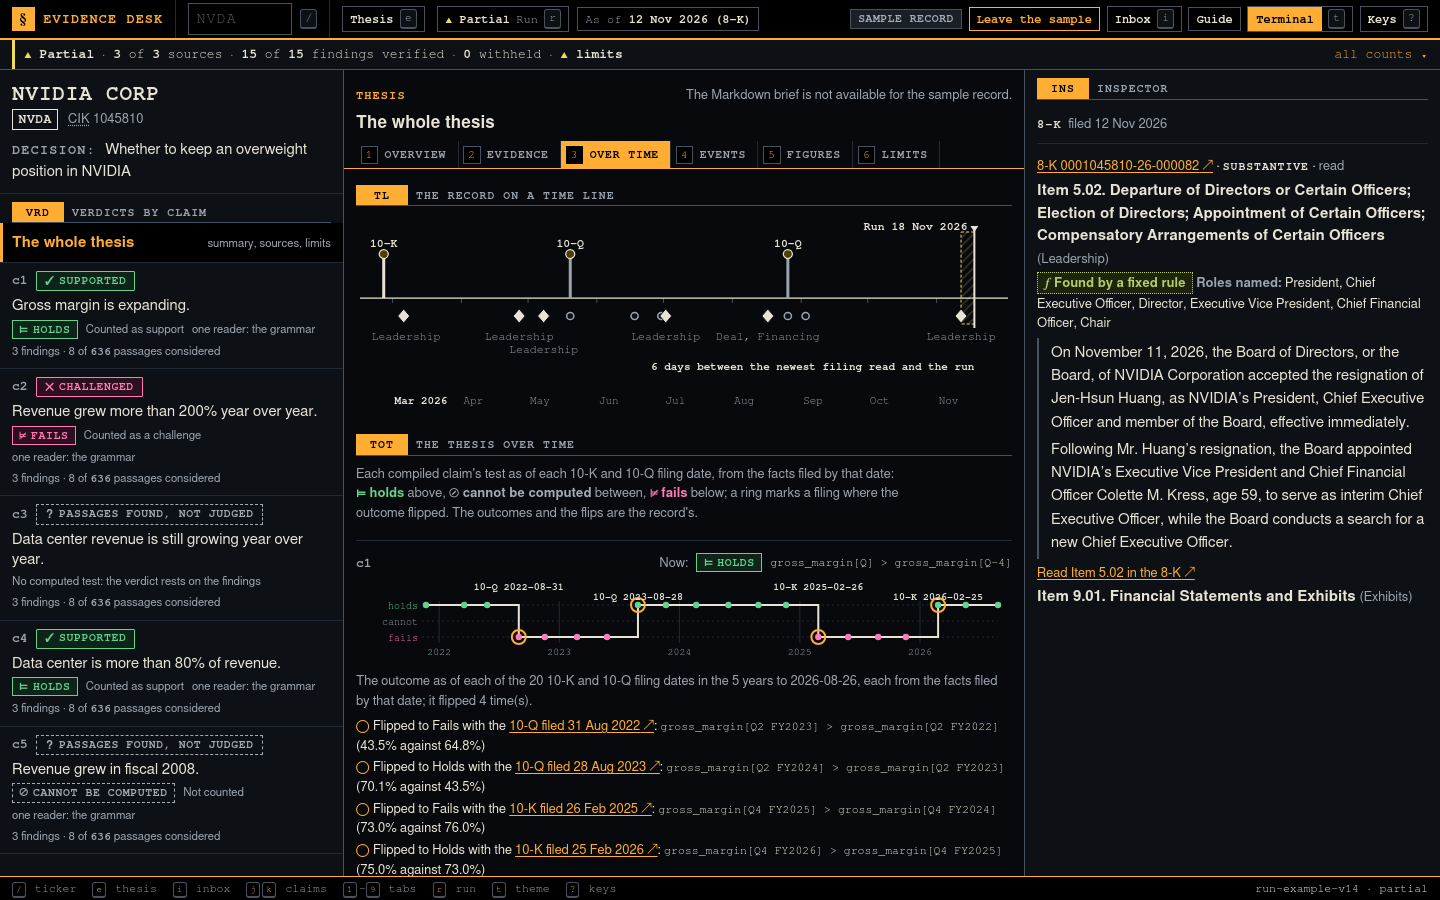 § EVIDENCE DESK NVDA / Thesis e ▲ Partial Run r As of 12 Nov 2026 (8-K) SAMPLE RECORD Leave the sample Inbox i Guide Terminal t Keys ?
▲ Partial · 3 of 3 sources · 15 of 15 findings verified · 0 withheld · ▲ limits all counts ▾
NVIDIA CORP
NVDA CIK 1045810
DECISION: Whether to keep an overweight
position in NVIDIA
VRD VERDICTS BY CLAIM
The whole thesis summary, sources, limits
c1 ✓ SUPPORTED
Gross margin is expanding.
⊨ HOLDS Counted as support one reader: the grammar
3 findings · 8 of 636 passages considered
c2 ✕ CHALLENGED
Revenue grew more than 200% year over year.
⊭ FAILS Counted as a challenge
one reader: the grammar
3 findings · 8 of 636 passages considered
c3 ? PASSAGES FOUND, NOT JUDGED
Data center revenue is still growing year over
year.
No computed test: the verdict rests on the findings
3 findings · 8 of 636 passages considered
c4 ✓ SUPPORTED
Data center is more than 80% of revenue.
⊨ HOLDS Counted as support one reader: the grammar
3 findings · 8 of 636 passages considered
c5 ? PASSAGES FOUND, NOT JUDGED
Revenue grew in fiscal 2008.
⊘ CANNOT BE COMPUTED Not counted
one reader: the grammar
3 findings · 8 of 636 passages considered
THESIS The Markdown brief is not available for the sample record.
The whole thesis
1 OVERVIEW 2 EVIDENCE 3 OVER TIME 4 EVENTS 5 FIGURES 6 LIMITS
TL THE RECORD ON A TIME LINE
Run 18 Nov 2026
10-K 10-Q 10-Q
Leadership Leadership Leadership Deal, Financing Leadership
Leadership
6 days between the newest filing read and the run
Mar 2026 Apr May Jun Jul Aug Sep Oct Nov
TOT THE THESIS OVER TIME
Each compiled claim's test as of each 10-K and 10-Q filing date, from the facts filed by that date:
⊨ holds above, ⊘ cannot be computed between, ⊭ fails below; a ring marks a filing where the
outcome flipped. The outcomes and the flips are the record's.
c1 Now: ⊨ HOLDS gross_margin[Q] > gross_margin[Q-4]
10-Q 2022-08-31 10-K 2025-02-26
10-Q 2023-08-28 10-K 2026-02-25
holds
cannot
fails
2022 2023 2024 2025 2026
The outcome as of each of the 20 10-K and 10-Q filing dates in the 5 years to 2026-08-26, each from the facts filed
by that date; it flipped 4 time(s).
Flipped to Fails with the 10-Q filed 31 Aug 2022 ↗: gross_margin[Q2 FY2023] > gross_margin[Q2 FY2022]
(43.5% against 64.8%)
Flipped to Holds with the 10-Q filed 28 Aug 2023 ↗: gross_margin[Q2 FY2024] > gross_margin[Q2 FY2023]
(70.1% against 43.5%)
Flipped to Fails with the 10-K filed 26 Feb 2025 ↗: gross_margin[Q4 FY2025] > gross_margin[Q4 FY2024]
(73.0% against 76.0%)
Flipped to Holds with the 10-K filed 25 Feb 2026 ↗: gross_margin[Q4 FY2026] > gross_margin[Q4 FY2025]
(75.0% against 73.0%)
INS INSPECTOR
8-K filed 12 Nov 2026
8-K 0001045810-26-000082 ↗ · SUBSTANTIVE · read
Item 5.02. Departure of Directors or Certain Officers;
Election of Directors; Appointment of Certain Officers;
Compensatory Arrangements of Certain Officers
(Leadership)
ƒ Found by a fixed rule Roles named: President, Chief
Executive Officer, Director, Executive Vice President, Chief Financial
Officer, Chair
On November 11, 2026, the Board of Directors, or the
Board, of NVIDIA Corporation accepted the resignation of
Jen-Hsun Huang, as NVIDIA's President, Chief Executive
Officer and member of the Board, effective immediately.
Following Mr. Huang's resignation, the Board appointed
NVIDIA's Executive Vice President and Chief Financial
Officer Colette M. Kress, age 59, to serve as interim Chief
Executive Officer, while the Board conducts a search for a
new Chief Executive Officer.
Read Item 5.02 in the 8-K ↗
Item 9.01. Financial Statements and Exhibits (Exhibits)
/ ticker e thesis i inbox j k claims 1-9 tabs r run t theme ? keys run-example-v14 · partial